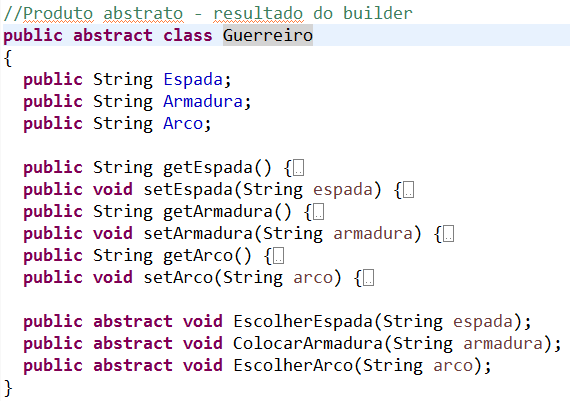 //Produto abstrato - resultado do builder
public abstract class Guerreiro
{
public String Espada;
public String Armadura;
public String Arco;
public String getEspada() {..
public void setEspada(String espada) {..
public String getArmadura() {..
public void setArmadura(String armadura) {..
public String getArco() {..
public void setArco(String arco) {..
public abstract void EscolherEspada(String espada);
public abstract void ColocarArmadura(String armadura);
public abstract void EscolherArco(String arco);
}